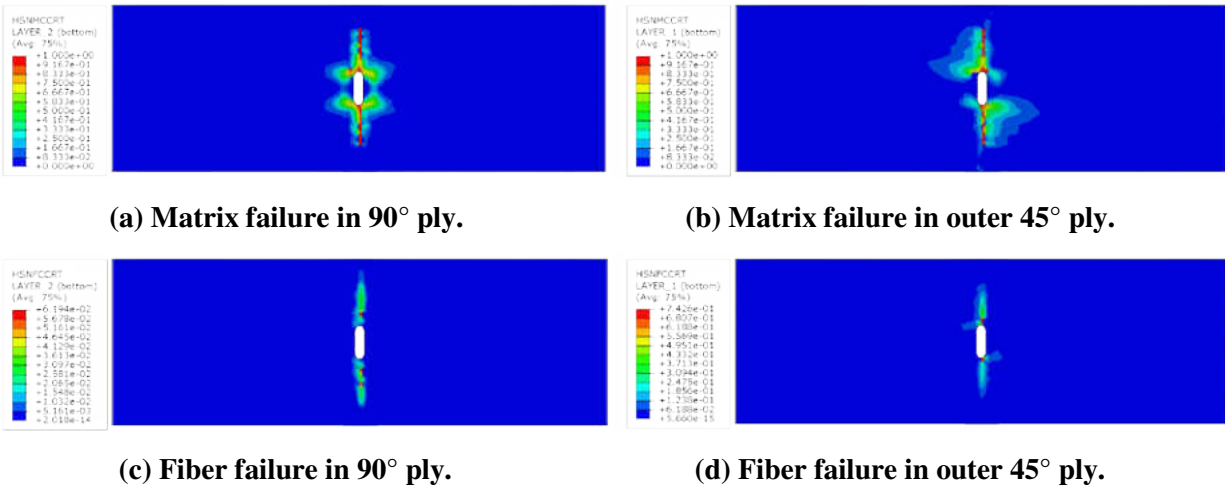 HSNMCCRT
LAYER_2 (bottom)
(Avg: 75%)
+1.000e+00
+9.167e-01
+8.333e-01
+7.500e-01
+6.667e-01
+5.833e-01
+5.000e-01
+4.167e-01
+3.333e-01
+2.500e-01
+1.667e-01
+8.333e-02
+0.000e+00
HSNMCCRT
LAYER_1 (bottom)
(Avg: 75%)
+1.000e+00
+9.167e-01
+8.333e-01
+7.500e-01
+6.667e-01
+5.833e-01
+5.000e-01
+4.167e-01
+3.333e-01
+2.500e-01
+1.667e-01
+8.333e-02
+0.000e+00
(a) Matrix failure in 90° ply.
(b) Matrix failure in outer 45° ply.
HSNFCCRT
LAYER_2 (bottom)
(Avg: 75%)
+6.194e-02
+5.678e-02
+5.161e-02
+4.645e-02
+4.129e-02
+3.613e-02
+3.097e-02
+2.581e-02
+2.065e-02
+1.548e-02
+1.032e-02
+5.161e-03
+2.018e-14
HSNFCCRT
LAYER_1 (bottom)
(Avg: 75%)
+7.426e-01
+6.807e-01
+6.188e-01
+5.569e-01
+4.951e-01
+4.332e-01
+3.713e-01
+3.094e-01
+2.475e-01
+1.856e-01
+1.238e-01
+6.188e-02
+5.660e-15
(c) Fiber failure in 90° ply.
(d) Fiber failure in outer 45° ply.